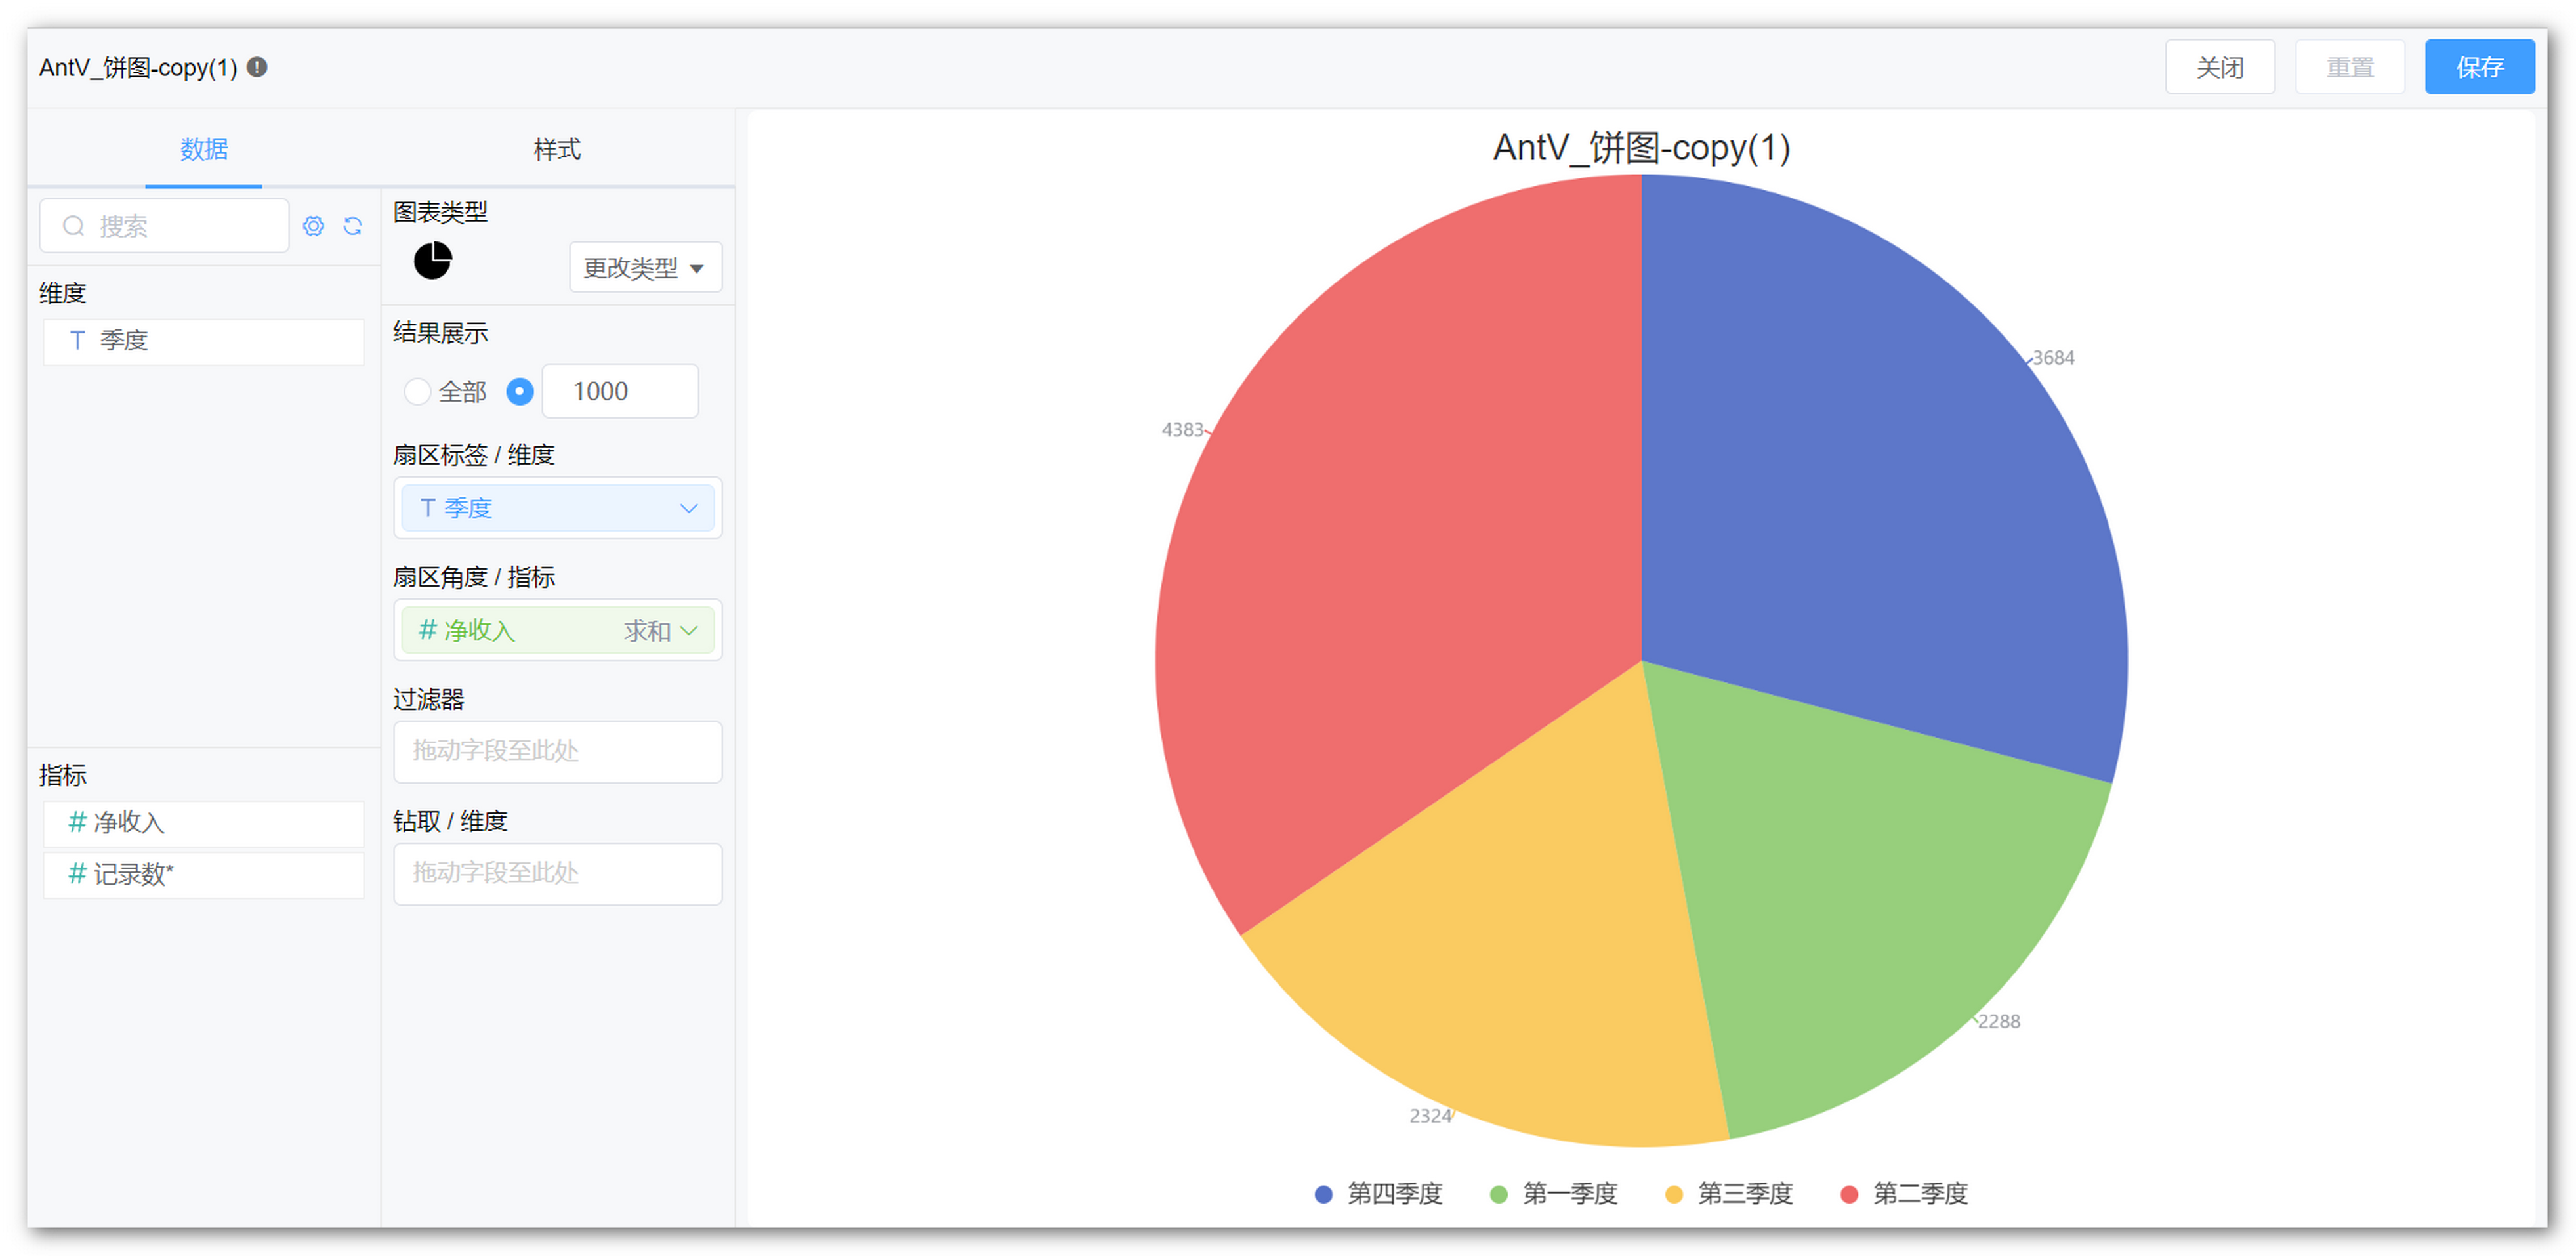 AntV_饼图-copy(1)
关闭
重置
保存
数据
样式
搜索
维度
T 季度
指标
# 净收入
# 记录数*
图表类型
更改类型
结果展示
全部
1000
扇区标签 / 维度
T 季度
扇区角度 / 指标
# 净收入 求和
过滤器
拖动字段至此处
钻取 / 维度
拖动字段至此处
AntV_饼图-copy(1)
3684
4383
2288
2324
第四季度 第一季度 第三季度 第二季度